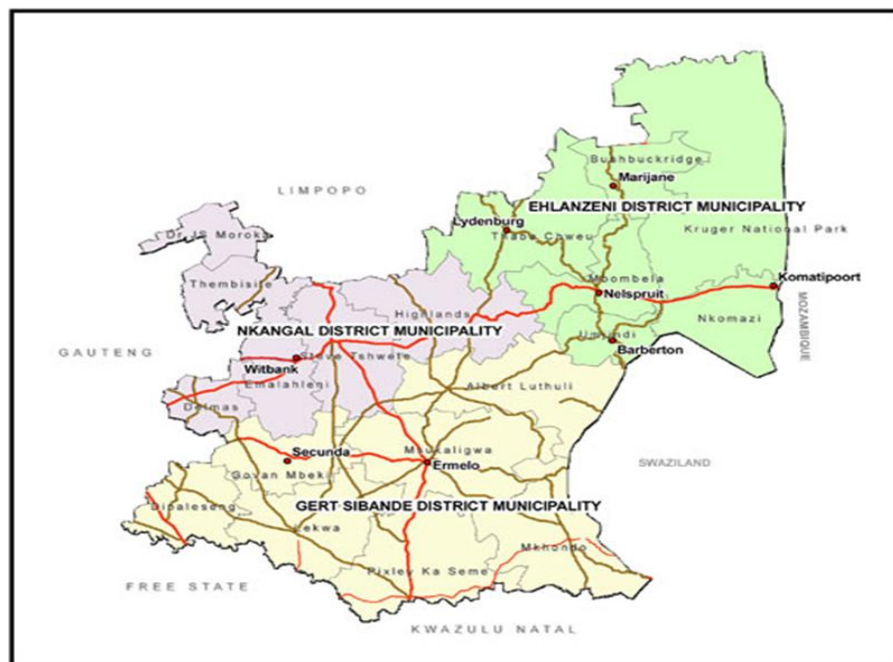 Bushbuckridge
Marijane
LIMPOPO
EHLANZENI DISTRICT MUNICIPALITY
Lydenburg
Thaba Chweu
Kruger National Park
Dr JS Moroka
Komatipoort
Thembisile
Mbombela
Nelspruit
MOZAMBIQUE
Highlands
Nkomazi
NKANGAL DISTRICT MUNICIPALITY
Umjindi
GAUTENG
Steve Tshwete
Barberton
Witbank
Emalahleni
Albert Luthuli
Delmas
Msukaligwa
Secunda
Ermelo
SWAZILAND
Govan Mbeki
Dipaleseng
GERT SIBANDE DISTRICT MUNICIPALITY
Lekwa
Mkhondo
Pixley Ka Seme
FREE STATE
KWAZULU NATAL